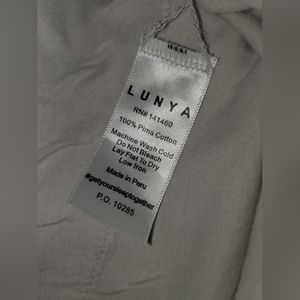 LUNYA
RN# 141460
100% Pima Cotton
Machine Wash Cold
Do Not Bleach
Lay Flat To Dry
Low Iron
Made in Peru
#getyoursleeptogether
P.O. 10285